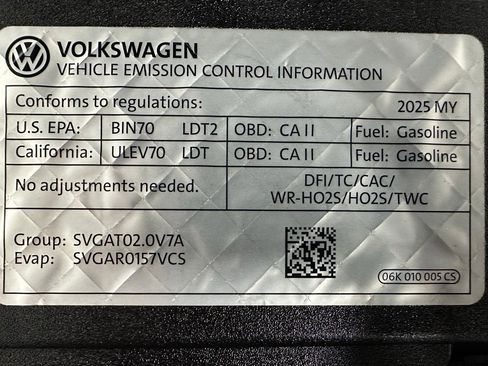 VOLKSWAGEN
VEHICLE EMISSION CONTROL INFORMATION
Conforms to regulations: 2025 MY
U.S. EPA: BIN70 LDT2 OBD: CA II Fuel: Gasoline
California: ULEV70 LDT OBD: CA II Fuel: Gasoline
No adjustments needed. DFI/TC/CAC/
WR-HO2S/HO2S/TWC
Group: SVGAT02.0V7A
Evap: SVGAR0157VCS
06K 010 005 CS